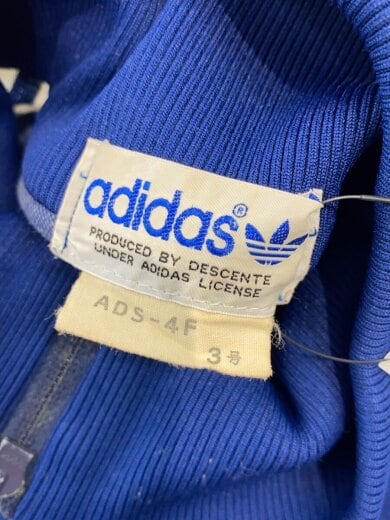 adidas®
PRODUCED BY DESCENTE
UNDER ADIDAS LICENSE
ADS-4F
3号